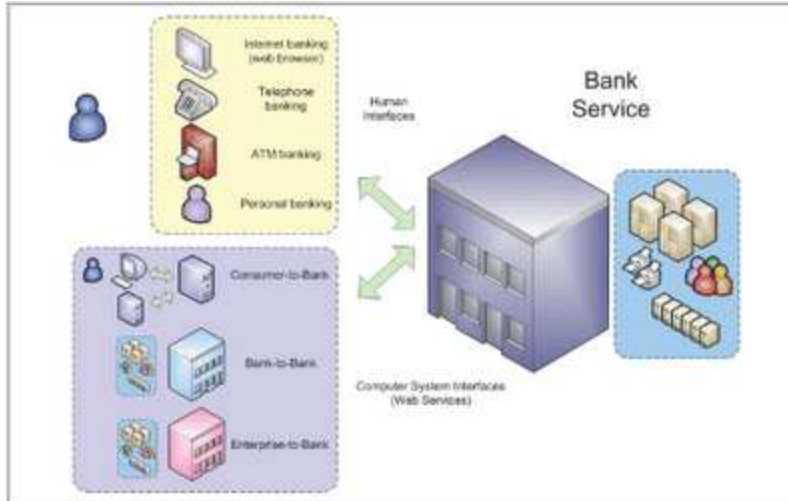 Internet banking
(web browser)
Telephone
banking
ATM banking
Personal banking
Human
Interfaces
Bank
Service
Consumer-to-Bank
Bank-to-Bank
Enterprise-to-Bank
Computer System Interfaces
(Web Services)